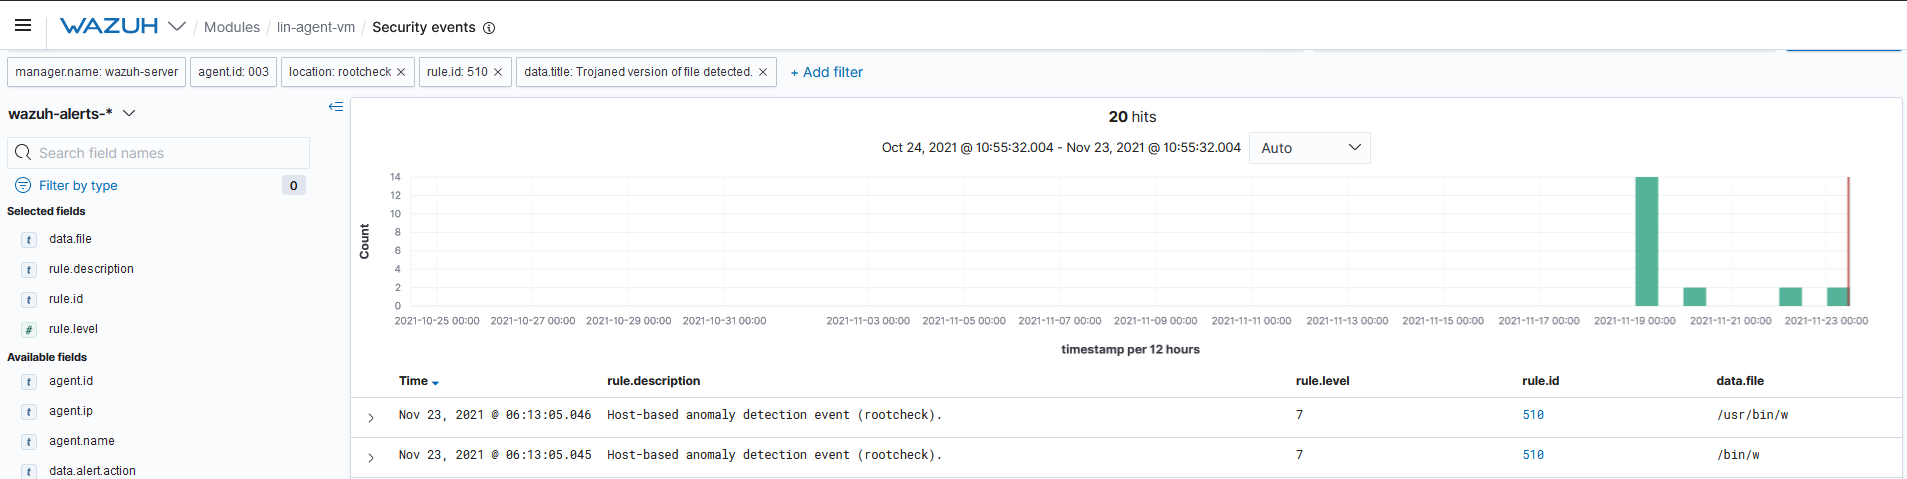 WAZUH / Modules / lin-agent-vm / Security events
manager.name: wazuh-server agent.id: 003 location: rootcheck × rule.id: 510 × data.title: Trojaned version of file detected. × + Add filter
wazuh-alerts-*
Search field names
Filter by type 0
Selected fields
t data.file
t rule.description
t rule.id
# rule.level
Available fields
t agent.id
t agent.ip
t agent.name
t data.alert.action
20 hits
Oct 24, 2021 @ 10:55:32.004 - Nov 23, 2021 @ 10:55:32.004 Auto
Count
14
12
10
8
6
4
2
0
2021-10-25 00:00 2021-10-27 00:00 2021-10-29 00:00 2021-10-31 00:00 2021-11-03 00:00 2021-11-05 00:00 2021-11-07 00:00 2021-11-09 00:00 2021-11-11 00:00 2021-11-13 00:00 2021-11-15 00:00 2021-11-17 00:00 2021-11-19 00:00 2021-11-21 00:00 2021-11-23 00:00
timestamp per 12 hours
Time rule.description rule.level rule.id data.file
Nov 23, 2021 @ 06:13:05.046 Host-based anomaly detection event (rootcheck). 7 510 /usr/bin/w
Nov 23, 2021 @ 06:13:05.045 Host-based anomaly detection event (rootcheck). 7 510 /bin/w